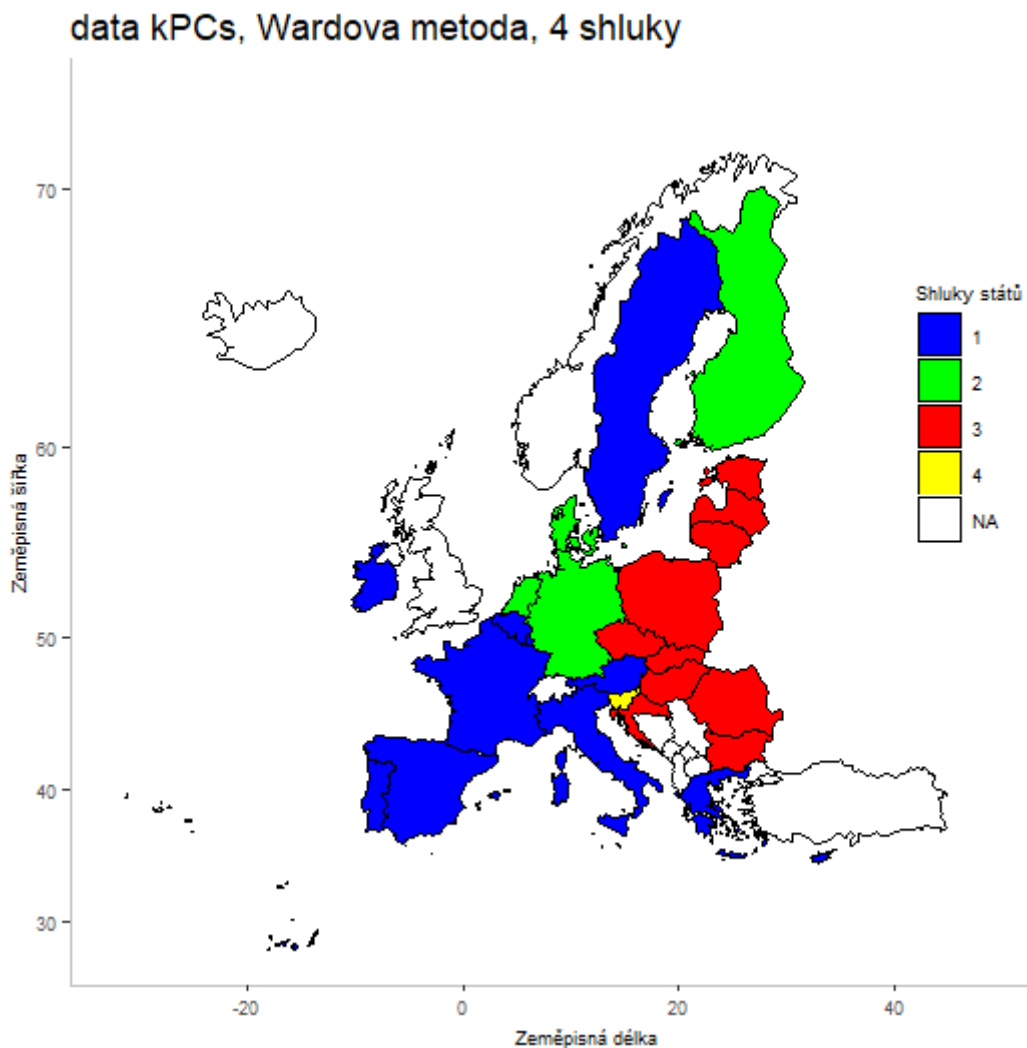 data kPCs, Wardova metoda, 4 shluky
70
60
50
40
30
Zeměpisná šířka
-20
0
20
40
Zeměpisná délka
Shluky států
1
2
3
4
NA